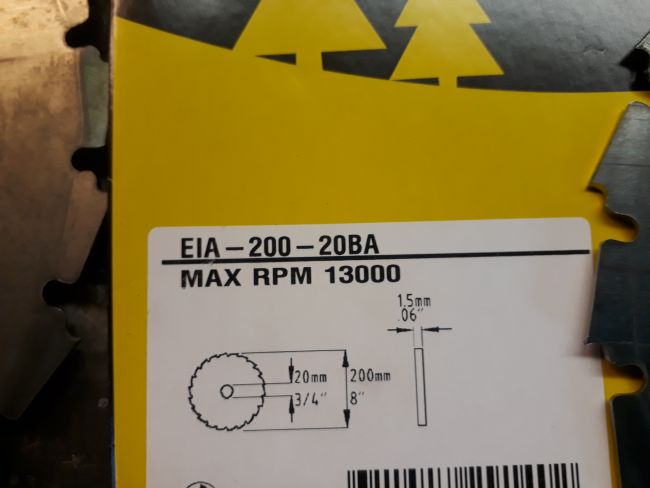 EIA-200-20BA
MAX RPM 13000
1.5mm
.06"
20mm
3/4"
200mm
8"